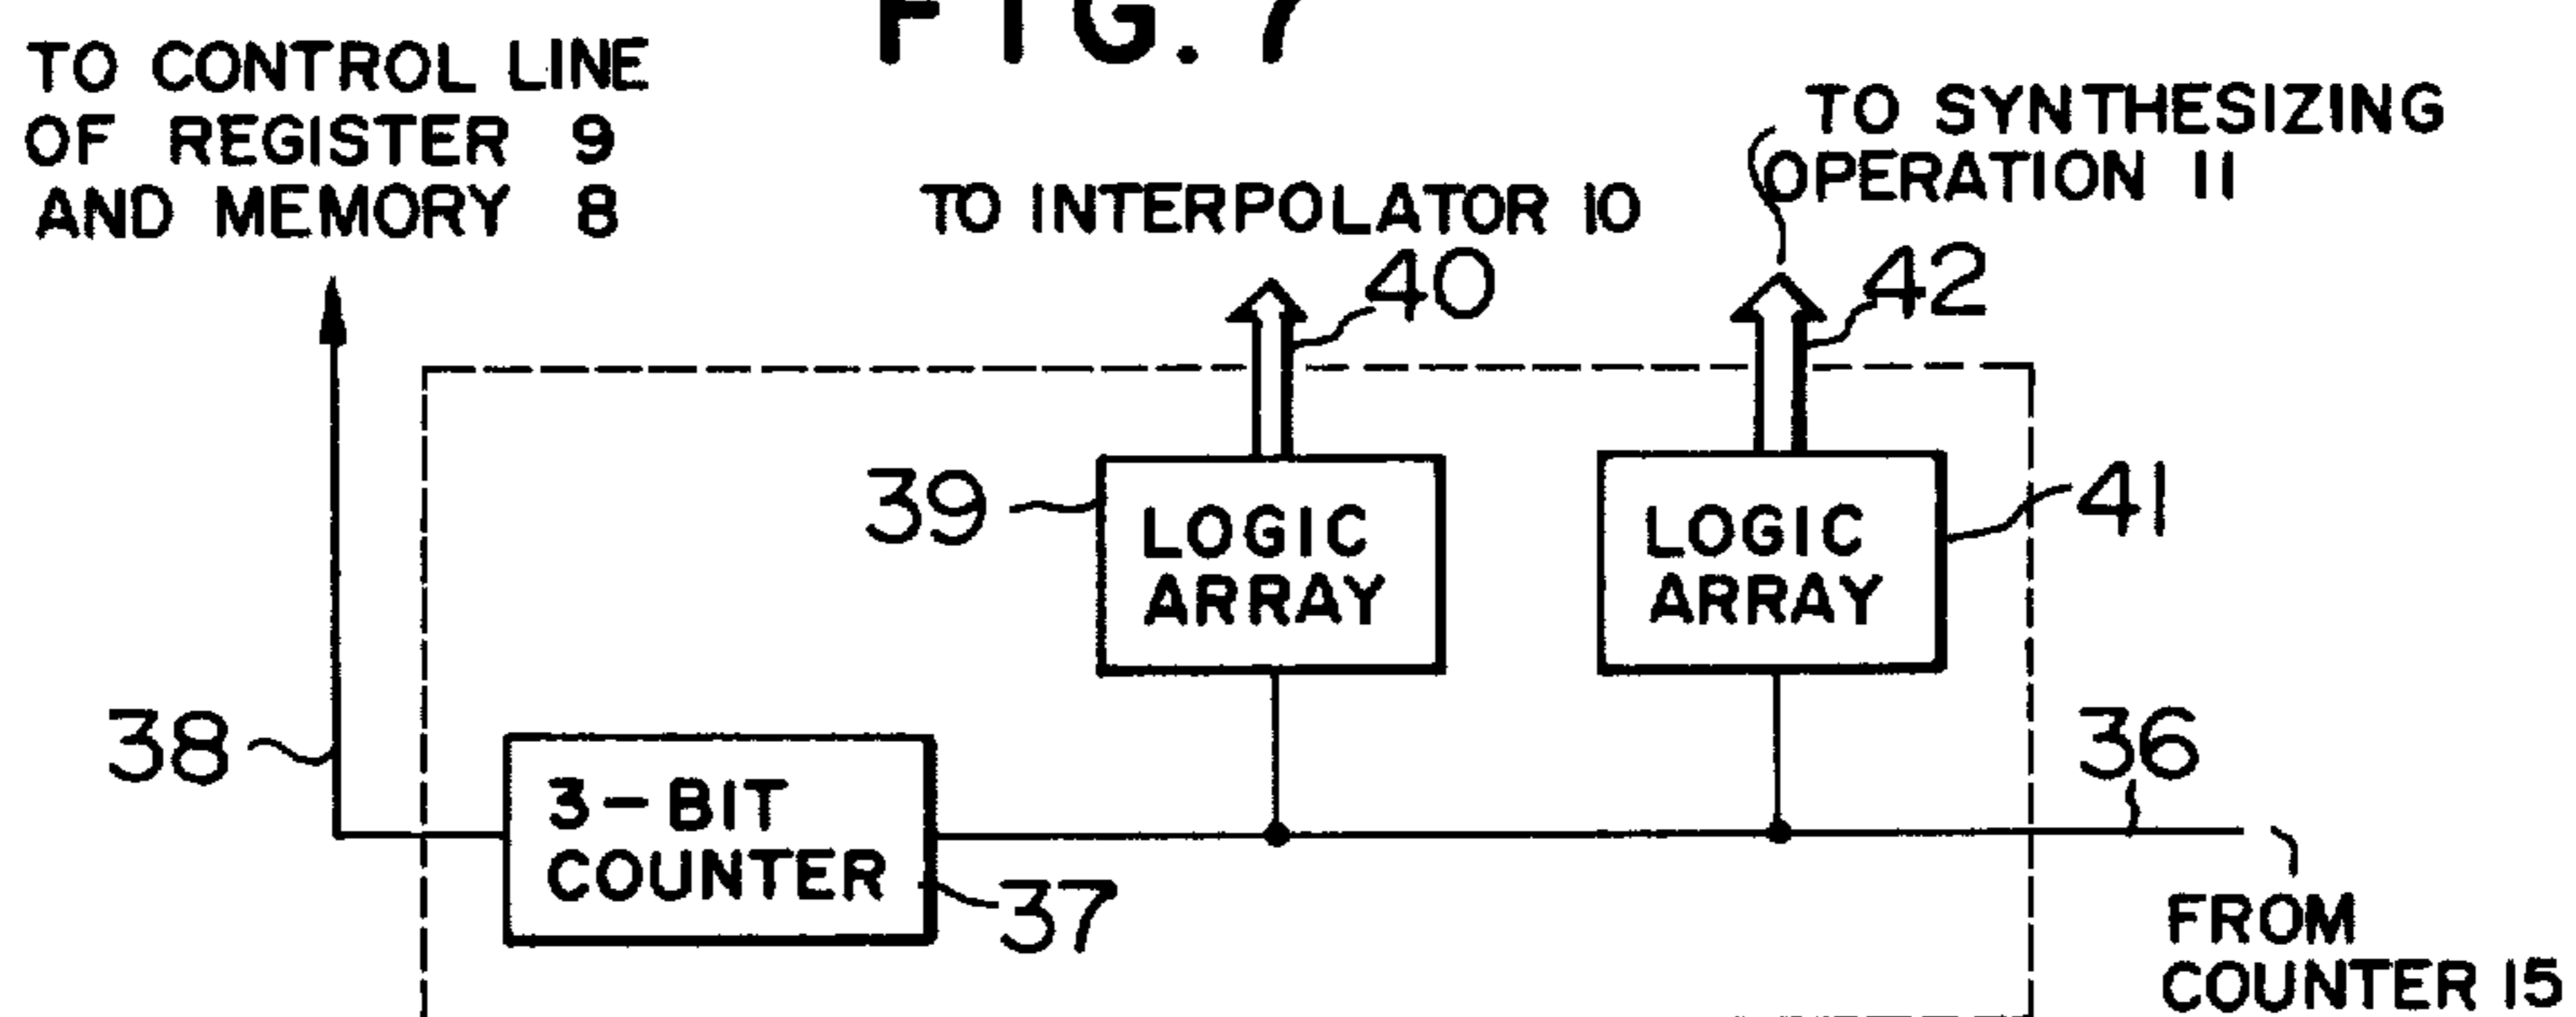 FIG. 7
TO CONTROL LINE
OF REGISTER 9
AND MEMORY 8
TO INTERPOLATOR 10
TO SYNTHESIZING
OPERATION 11
40
42
39
LOGIC
ARRAY
LOGIC
ARRAY
41
38
3-BIT
COUNTER
37
36
FROM
COUNTER 15